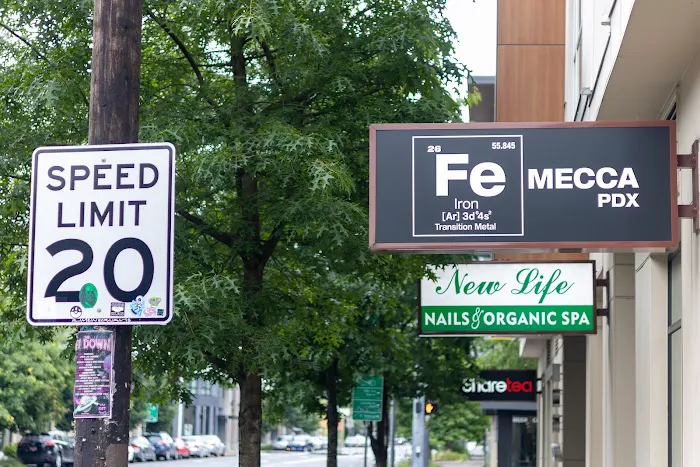 SPEED
LIMIT
20
DOWN
26
55.845
Fe
Iron
[Ar] 3d⁶4s²
Transition Metal
MECCA
PDX
New Life
NAILS & ORGANIC SPA
Sharetea